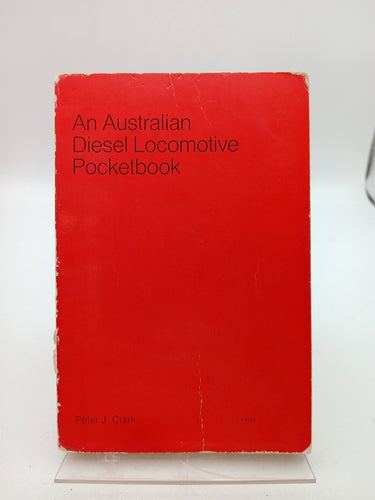 An Australian
Diesel Locomotive
Pocketbook
Peter J. Clark